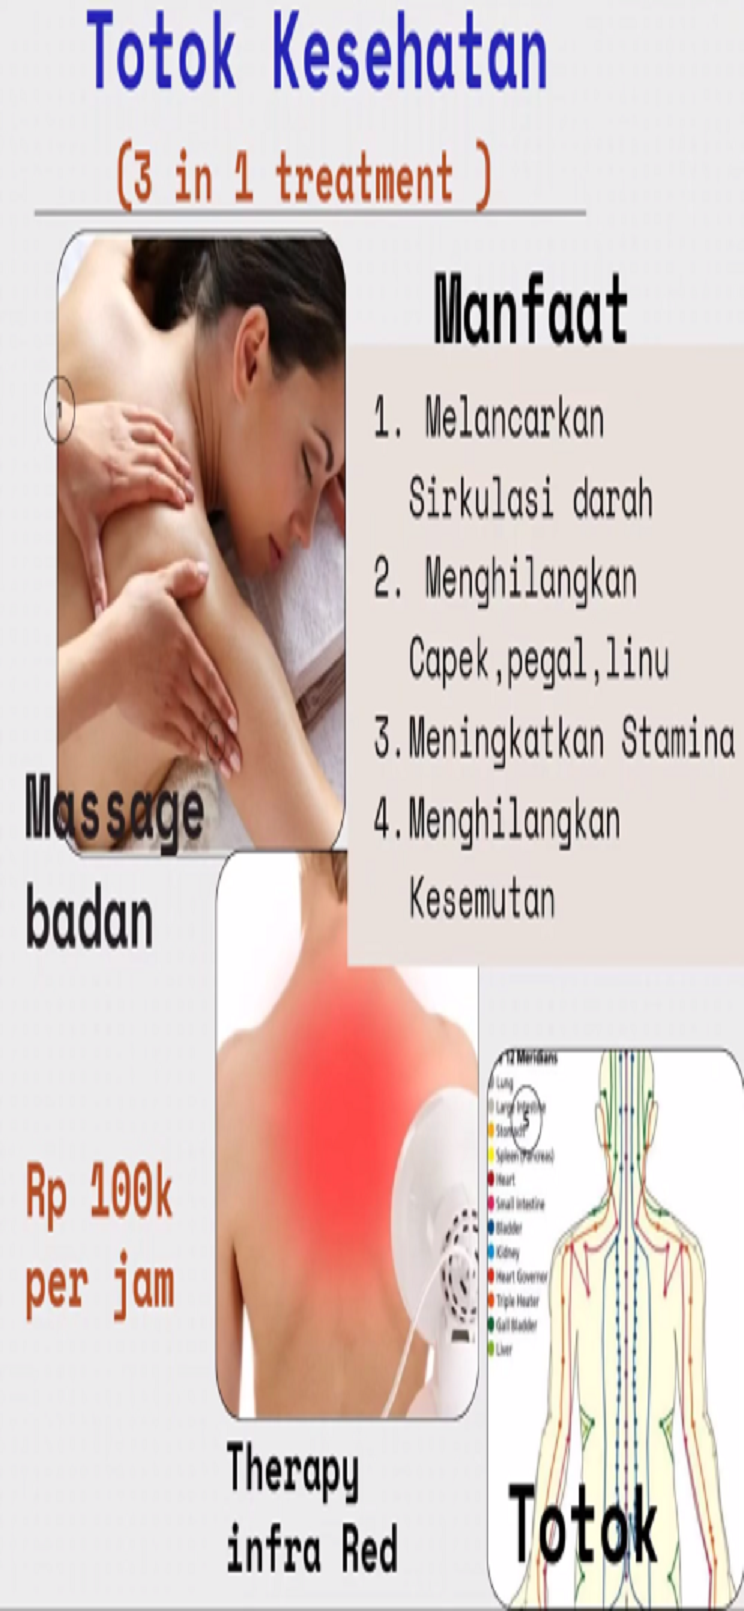 Totok Kesehatan
(3 in 1 treatment )
Manfaat
1. Melancarkan
Sirkulasi darah
2. Menghilangkan
Capek,pegal,linu
3.Meningkatkan Stamina
4.Menghilangkan
Kesemutan
Massage
badan
Rp 100k
per jam
Therapy
infra Red
12 Meridians
Lung
Large Intestine
5
Stomach
Spleen (Pancreas)
Heart
Small Intestine
Bladder
Kidney
Heart Governor
Triple Heater
Gall Bladder
Liver
Totok